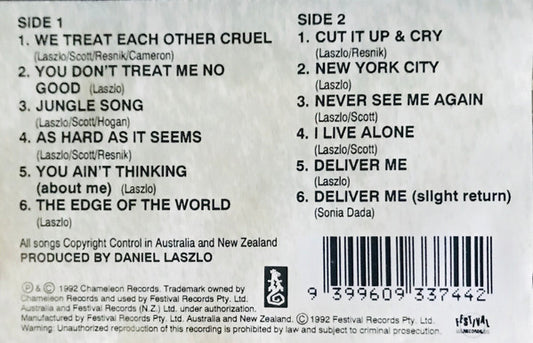 SIDE 1
1. WE TREAT EACH OTHER CRUEL
(Laszlo/Scott/Resnik/Cameron)
2. YOU DON'T TREAT ME NO
GOOD (Laszlo)
3. JUNGLE SONG
(Laszlo/Scott/Hogan)
4. AS HARD AS IT SEEMS
(Laszlo/Scott/Resnik)
5. YOU AIN'T THINKING
(about me) (Laszlo)
6. THE EDGE OF THE WORLD
(Laszlo)
SIDE 2
1. CUT IT UP & CRY
(Laszlo/Resnik)
2. NEW YORK CITY
(Laszlo)
3. NEVER SEE ME AGAIN
(Laszlo/Scott)
4. I LIVE ALONE
(Laszlo/Scott)
5. DELIVER ME
(Laszlo)
6. DELIVER ME (slight return)
(Sonia Dada)
All songs Copyright Control in Australia and New Zealand
PRODUCED BY DANIEL LASZLO
Ⓟ & © 1992 Chameleon Records. Trademark owned by
Chameleon Records and used by Festival Records Pty. Ltd.
Australia and Festival Records (N.Z.) Ltd. under authorization.
Manufactured by Festival Records Pty. Ltd. Australia and New Zealand. ©1992 Festival Records Pty. Ltd.
Warning: Unauthorized reproduction of this recording is prohibited by law and subject to criminal prosecution.
9 399609 337442
FESTIVAL
RECORDS